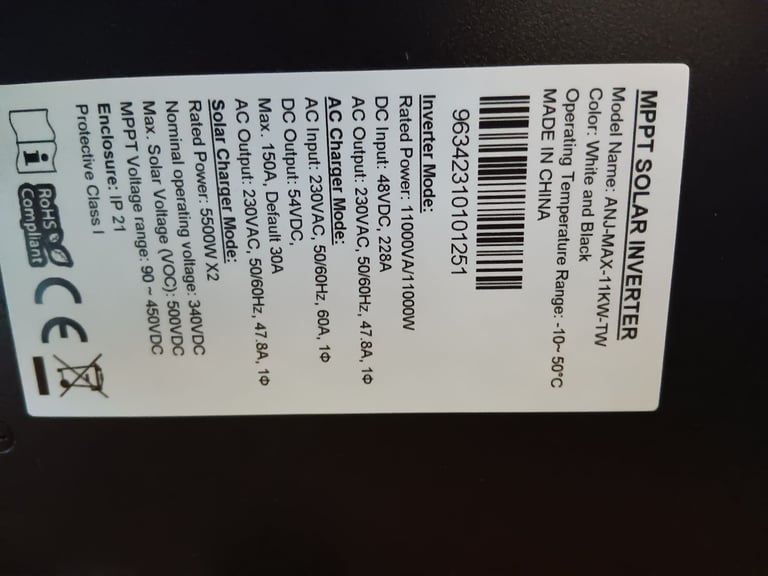 MPPT SOLAR INVERTER
Model Name: ANJ-MAX-11KW-TW
Color: White and Black
Operating Temperature Range: -10~ 50°C
MADE IN CHINA
96342310101251
Inverter Mode:
Rated Power: 11000VA/11000W
DC Input: 48VDC, 228A
AC Output: 230VAC, 50/60Hz, 47.8A, 1Φ
AC Charger Mode:
AC Input: 230VAC, 50/60Hz, 60A, 1Φ
DC Output: 54VDC,
Max. 150A, Default 30A
AC Output: 230VAC, 50/60Hz, 47.8A, 1Φ
Solar Charger Mode:
Rated Power: 5500W X2
Nominal operating voltage: 340VDC
Max. Solar Voltage (VOC): 500VDC
MPPT Voltage range: 90 ~ 450VDC
Enclosure: IP 21
Protective Class I
i
RoHS
Compliant
CE